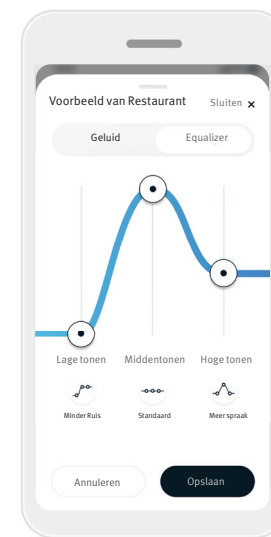 Voorbeeld van Restaurant Sluiten ×
Geluid Equalizer
Lage tonen Middentonen Hoge tonen
Minder Ruis Standaard Meer spraak
Annuleren Opslaan